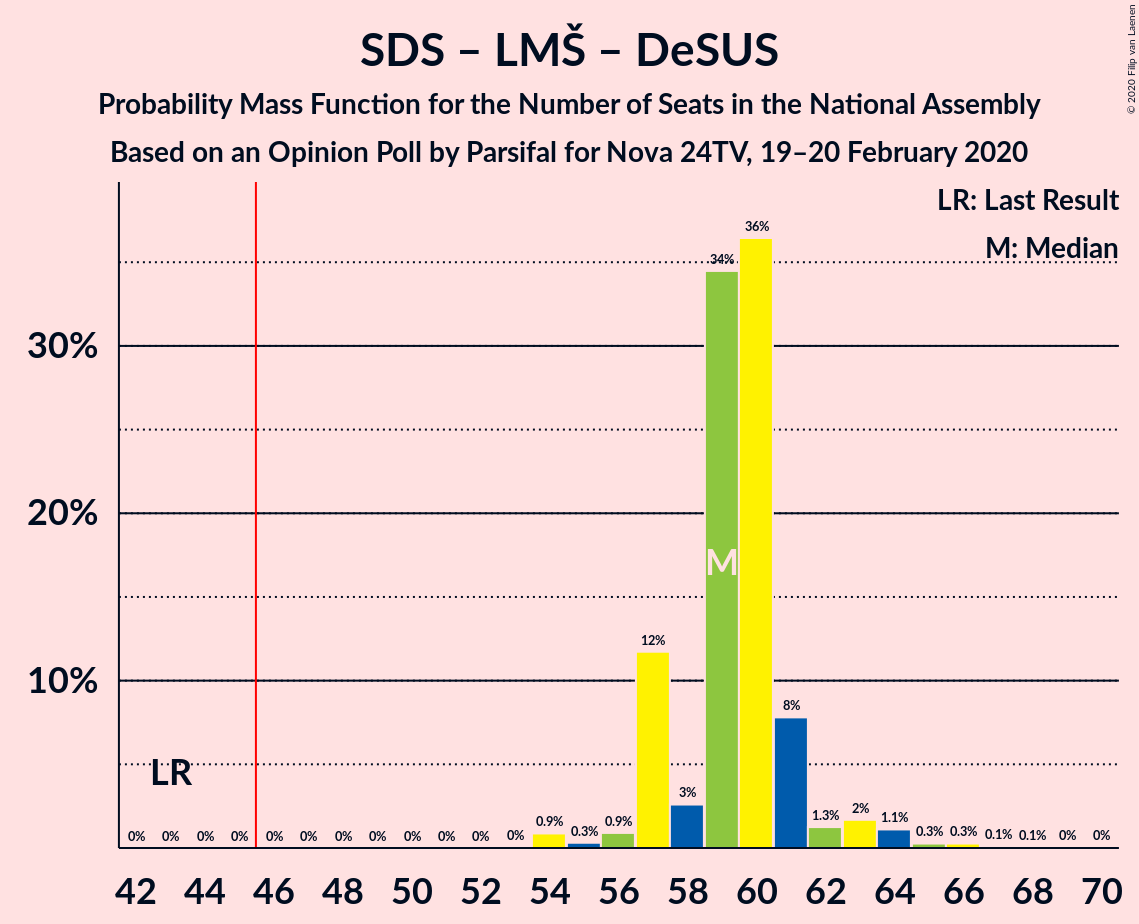 SDS – LMŠ – DeSUS
Probability Mass Function for the Number of Seats in the National Assembly
Based on an Opinion Poll by Parsifal for Nova 24TV, 19–20 February 2020
© 2020 Filip van Laenen
LR: Last Result
M: Median
36%
34%
30%
20%
M
12%
10%
8%
LR
3%
0.9% 0.3% 0.9% 1.3% 2% 1.1%
0% 0% 0% 0% 0% 0% 0% 0% 0% 0% 0% 0% 0.3% 0.3% 0.1% 0.1% 0% 0%
42 44 46 48 50 52 54 56 58 60 62 64 66 68 70